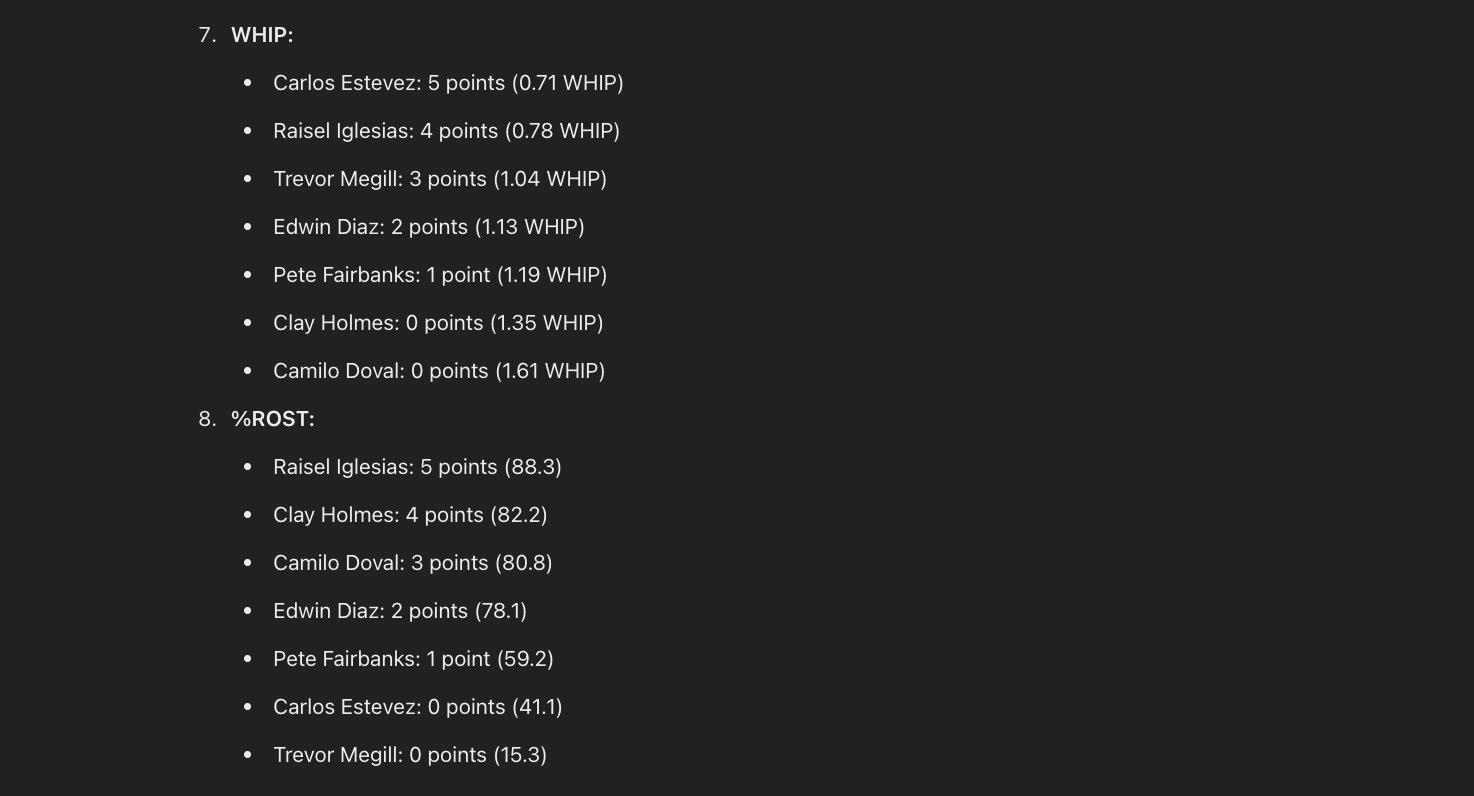 7. WHIP:
• Carlos Estevez: 5 points (0.71 WHIP)
• Raisel Iglesias: 4 points (0.78 WHIP)
• Trevor Megill: 3 points (1.04 WHIP)
• Edwin Diaz: 2 points (1.13 WHIP)
• Pete Fairbanks: 1 point (1.19 WHIP)
• Clay Holmes: 0 points (1.35 WHIP)
• Camilo Doval: 0 points (1.61 WHIP)
8. %ROST:
• Raisel Iglesias: 5 points (88.3)
• Clay Holmes: 4 points (82.2)
• Camilo Doval: 3 points (80.8)
• Edwin Diaz: 2 points (78.1)
• Pete Fairbanks: 1 point (59.2)
• Carlos Estevez: 0 points (41.1)
• Trevor Megill: 0 points (15.3)